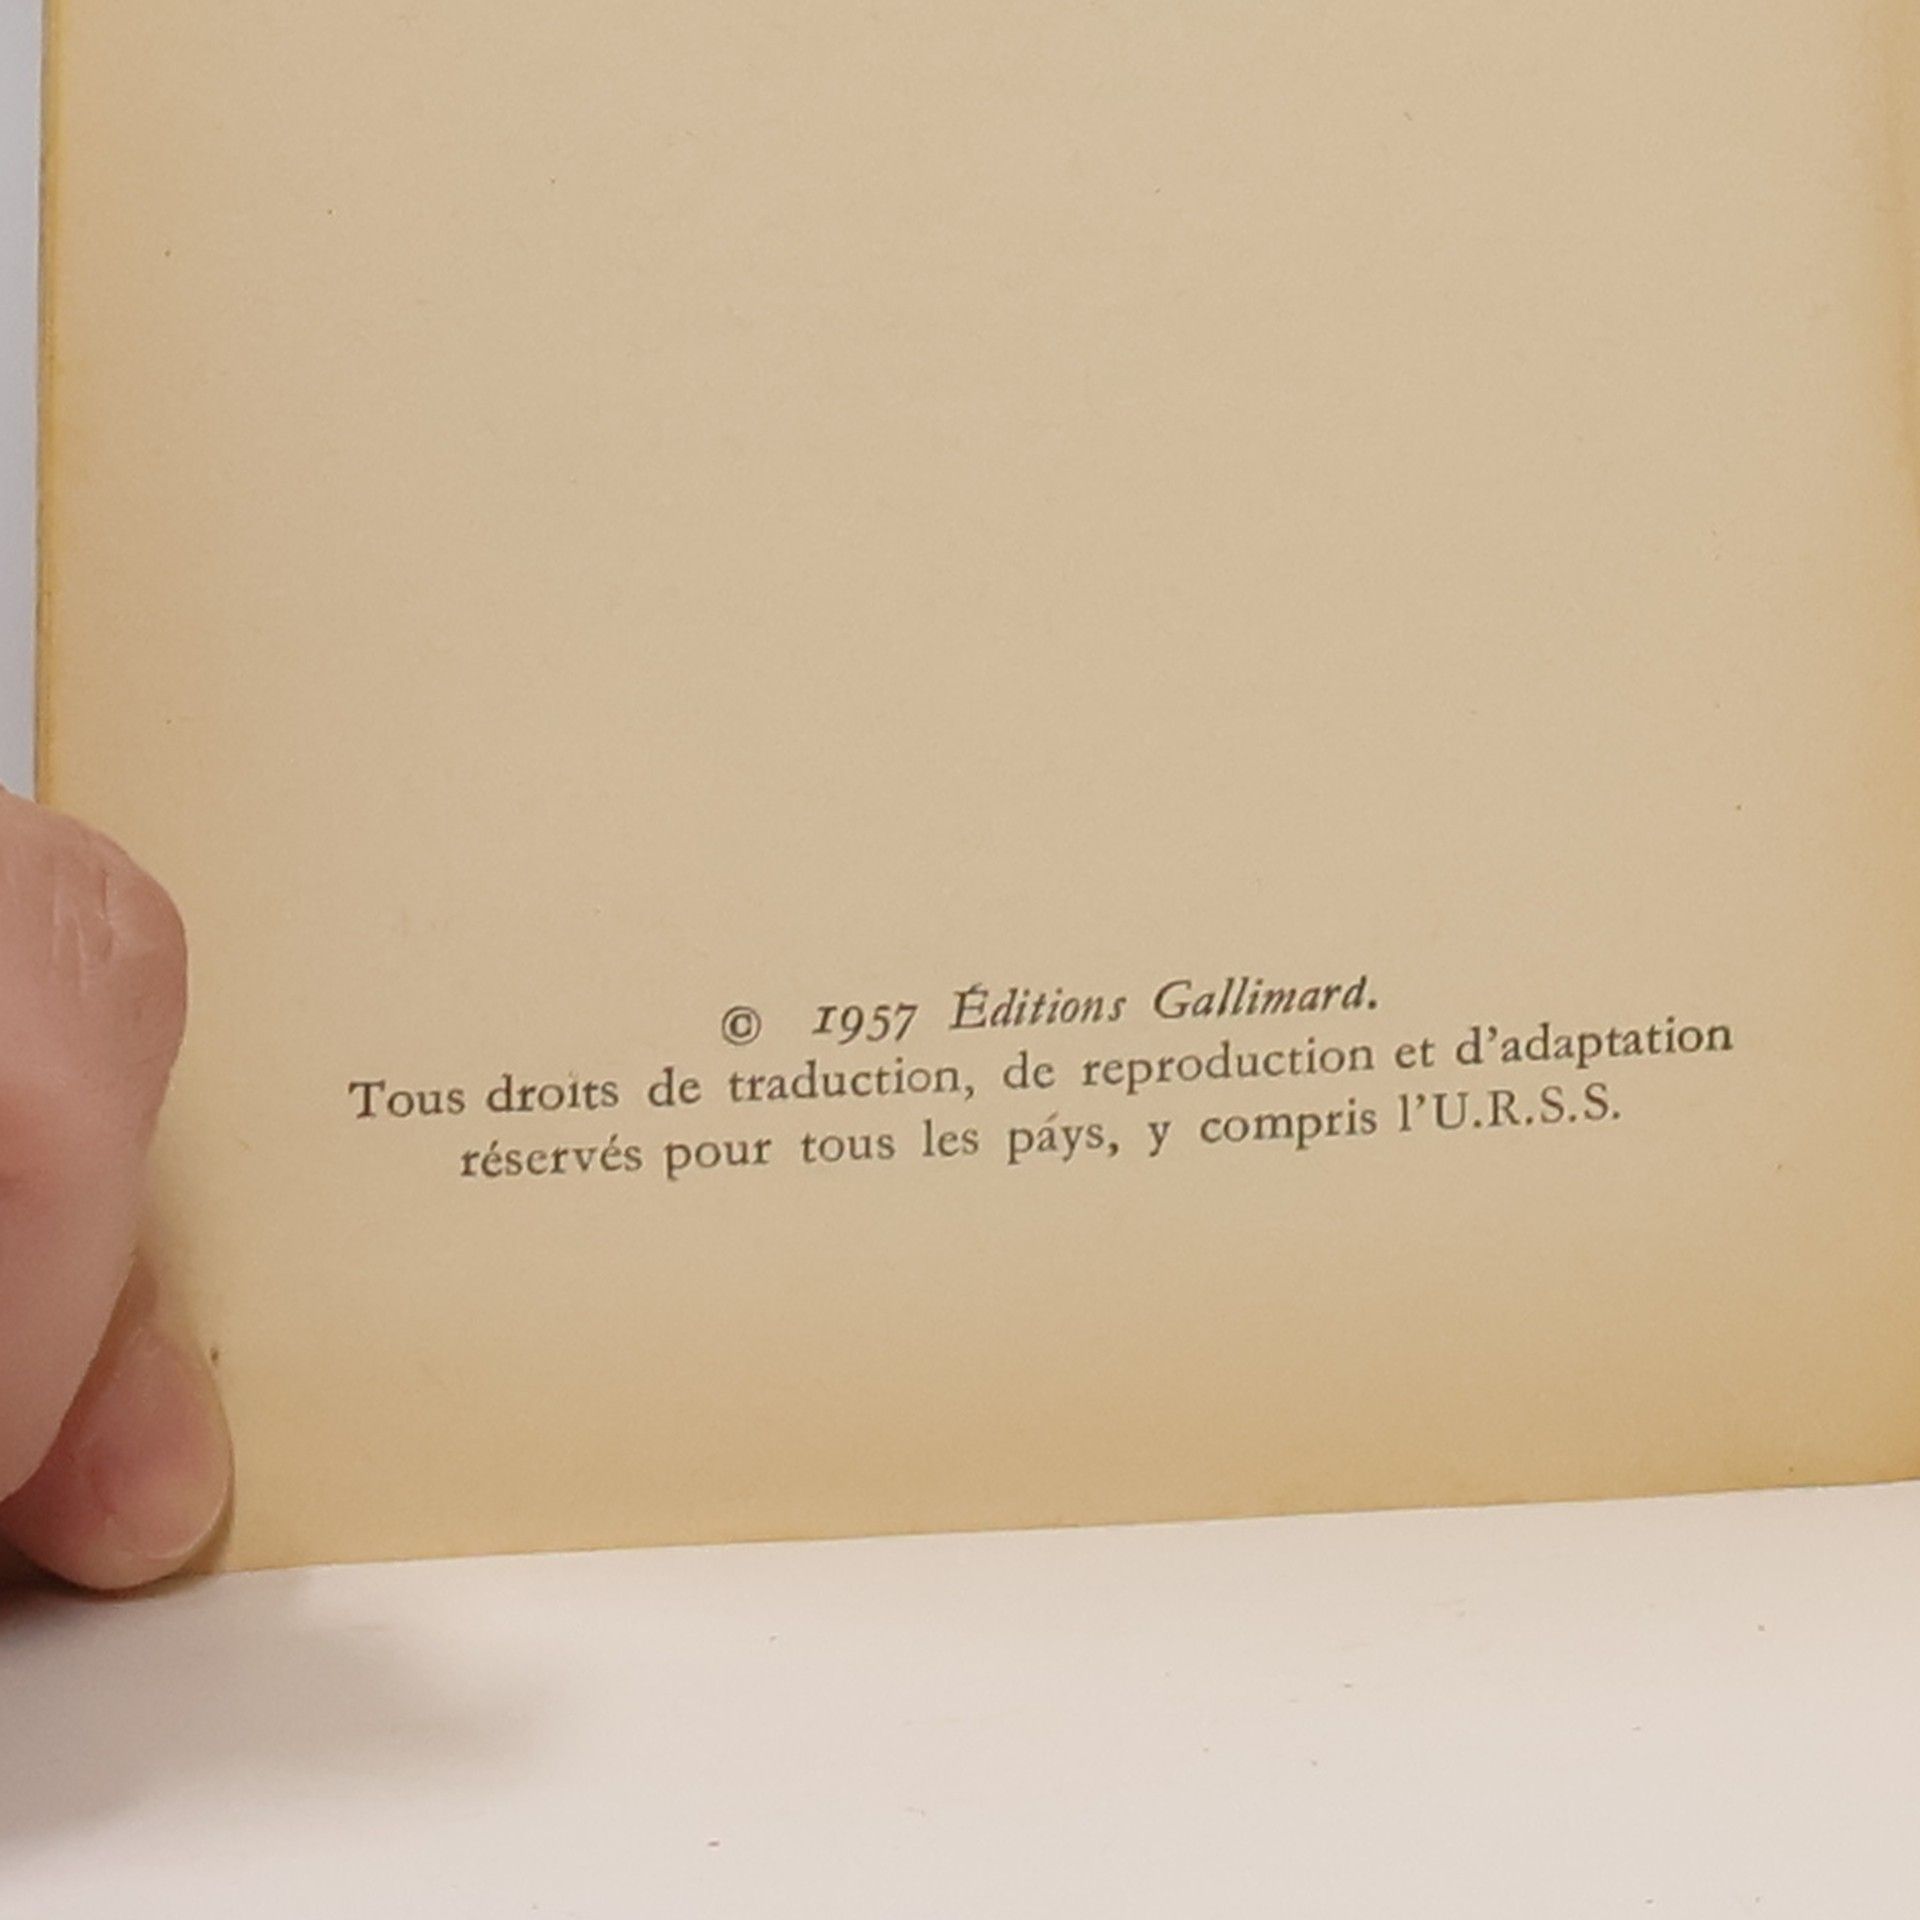 © 1957 Éditions Gallimard.
Tous droits de traduction, de reproduction et d'adaptation
réservés pour tous les páys, y compris l'U.R.S.S.